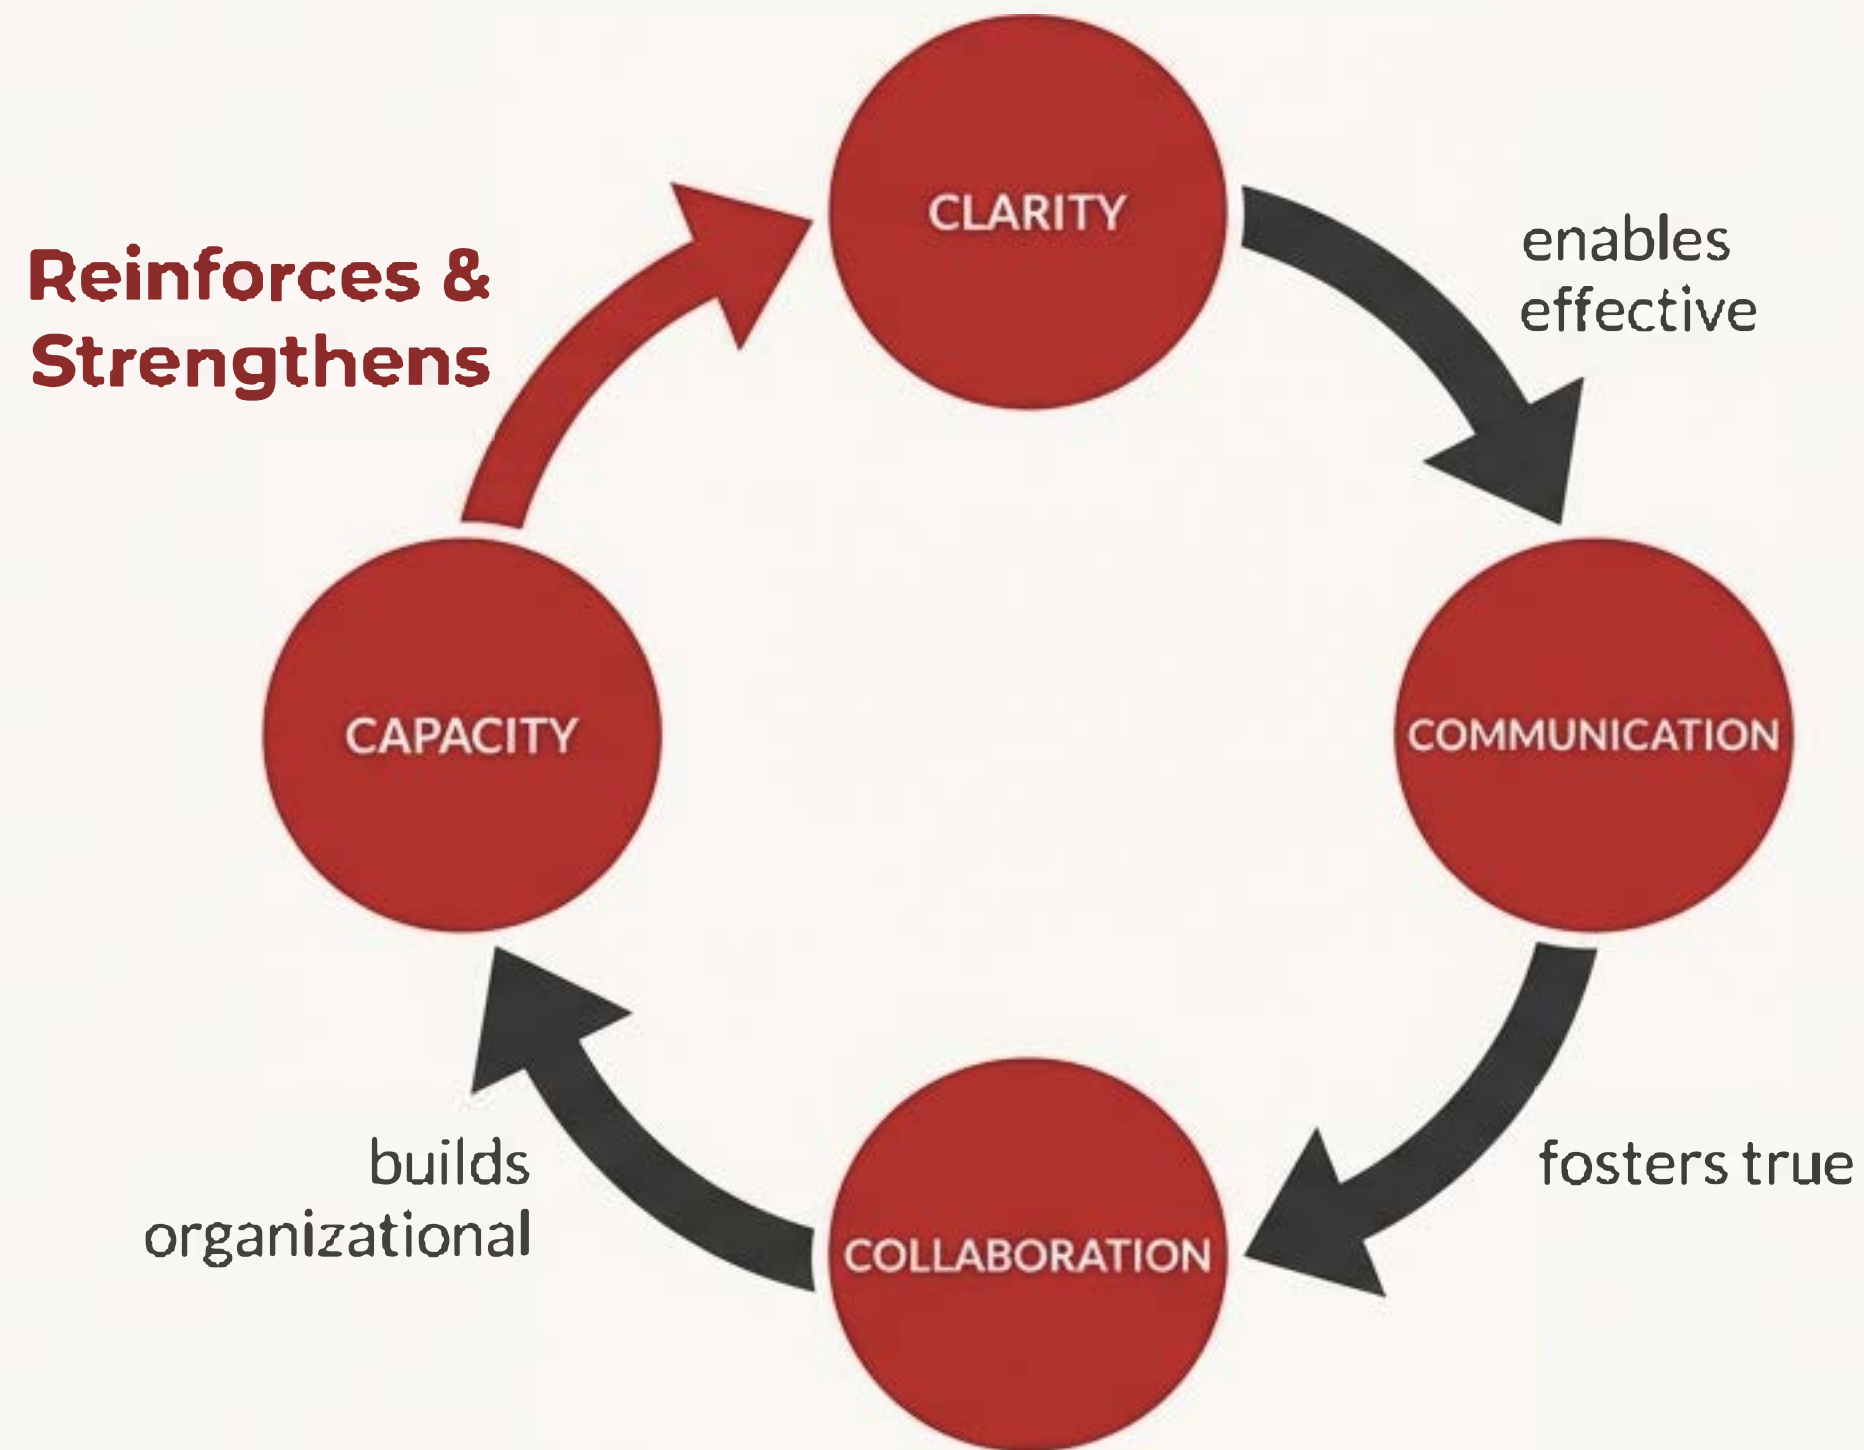 CLARITY
enables
effective
COMMUNICATION
fosters true
COLLABORATION
builds
organizational
CAPACITY
Reinforces &
Strengthens